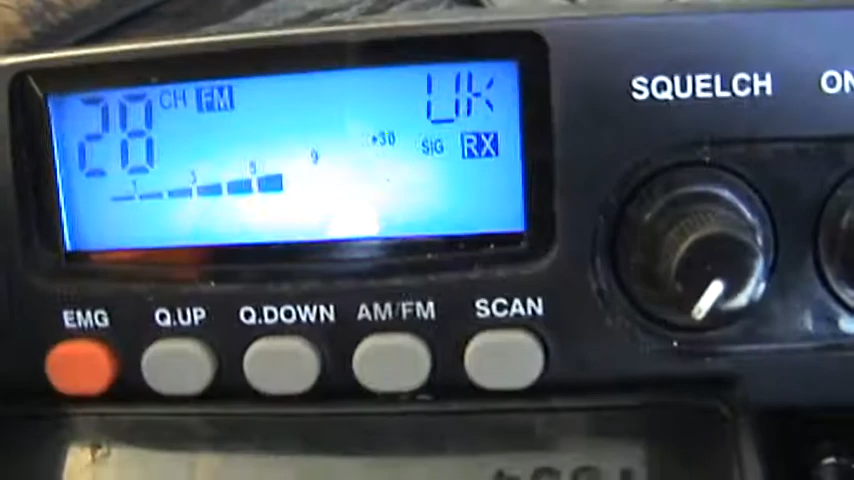 28 CH FM UK
+30 SIG RX
1 3 5 9
SQUELCH
EMG Q.UP Q.DOWN AM/FM SCAN